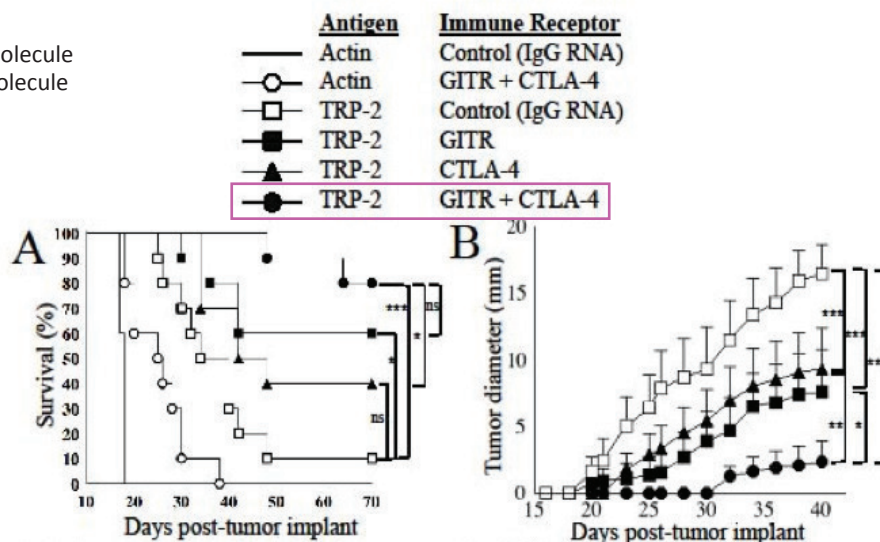 olecule
olecule
Antigen Immune Receptor
Actin Control (IgG RNA)
Actin GITR + CTLA-4
TRP-2 Control (IgG RNA)
TRP-2 GITR
TRP-2 CTLA-4
TRP-2 GITR + CTLA-4
A
Survival (%)
100
90
80
70
60
50
40
30
20
10
0
10 20 30 40 50 60 70
Days post-tumor implant
***
ns
*
*
ns
B
Tumor diameter (mm)
20
15
10
5
0
15 20 25 30 35 40
Days post-tumor implant
***
***
**
**
*